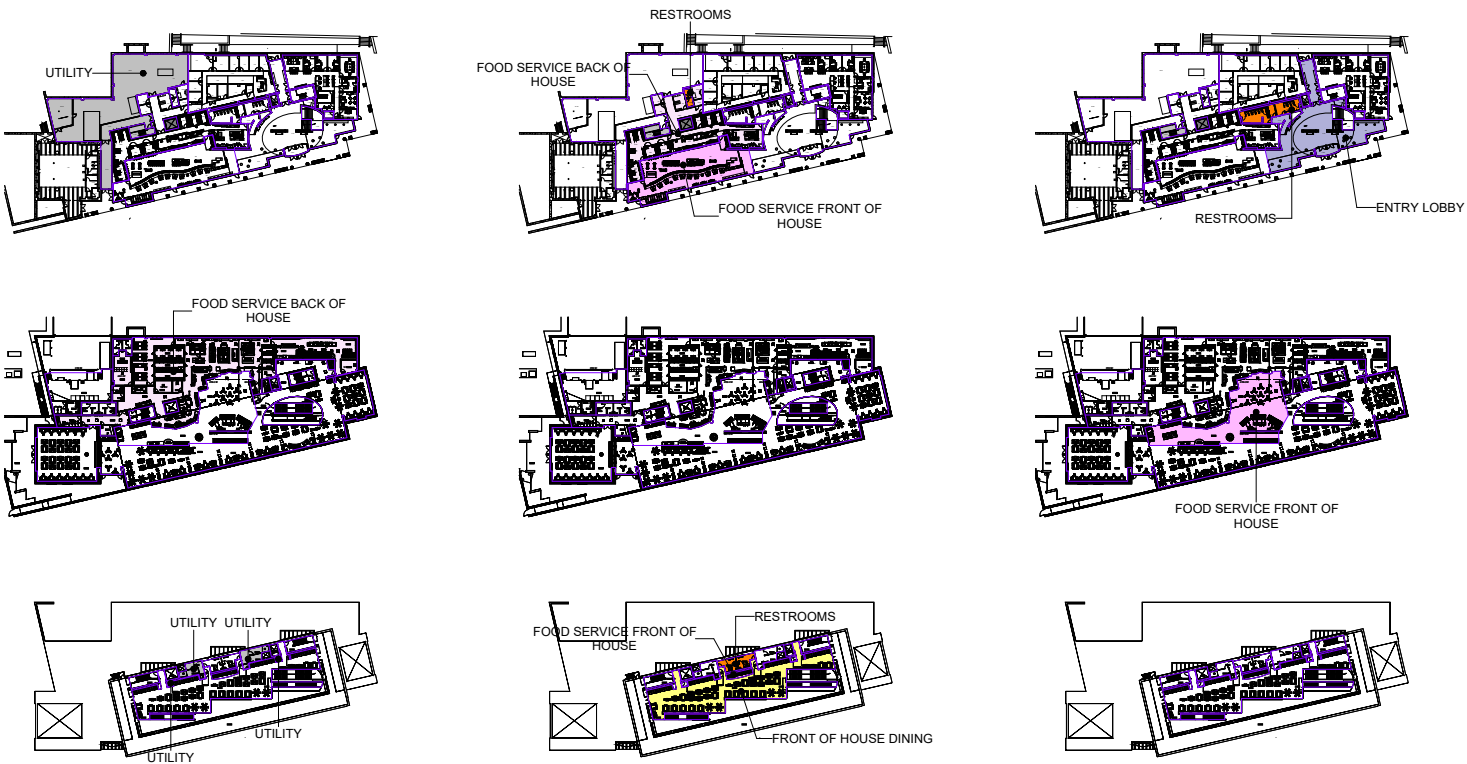 RESTROOMS
UTILITY
FOOD SERVICE BACK OF
HOUSE
FOOD SERVICE FRONT OF
HOUSE
RESTROOMS
ENTRY LOBBY
FOOD SERVICE BACK OF
HOUSE
FOOD SERVICE FRONT OF
HOUSE
UTILITY
UTILITY
UTILITY
UTILITY
RESTROOMS
FOOD SERVICE FRONT OF
HOUSE
FRONT OF HOUSE DINING